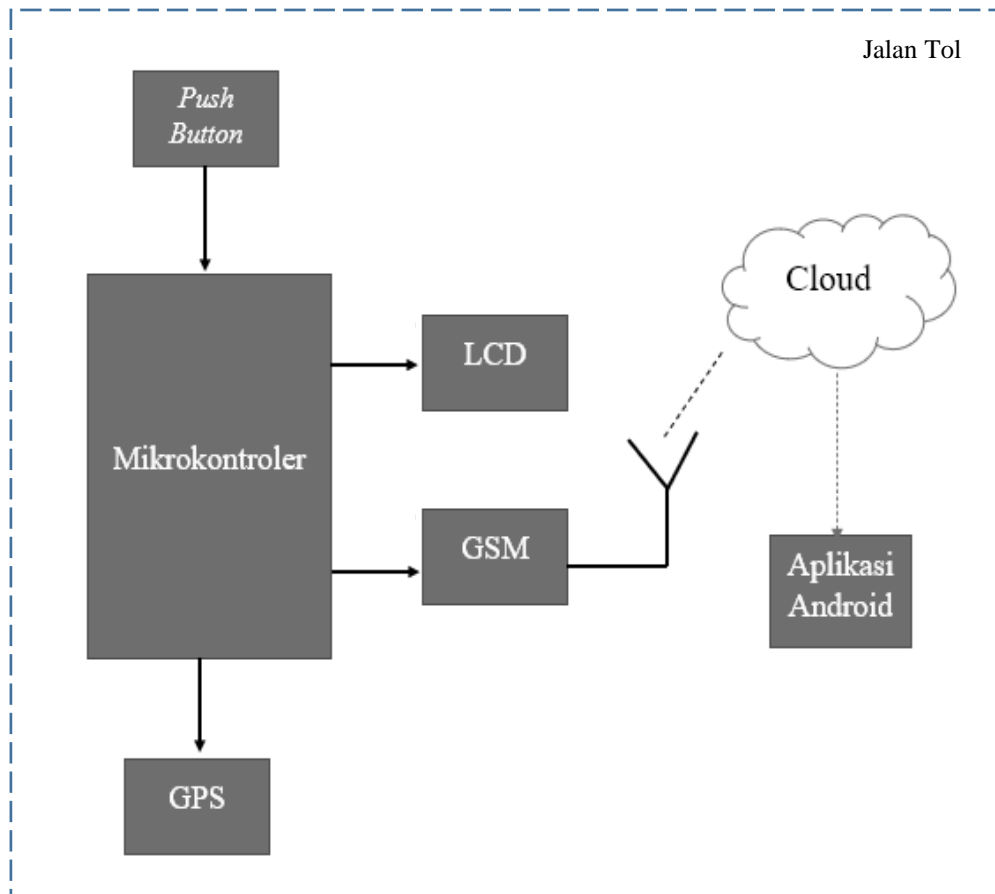 Jalan Tol
Push
Button
Cloud
LCD
Mikrokontroler
GSM
Aplikasi
Android
GPS